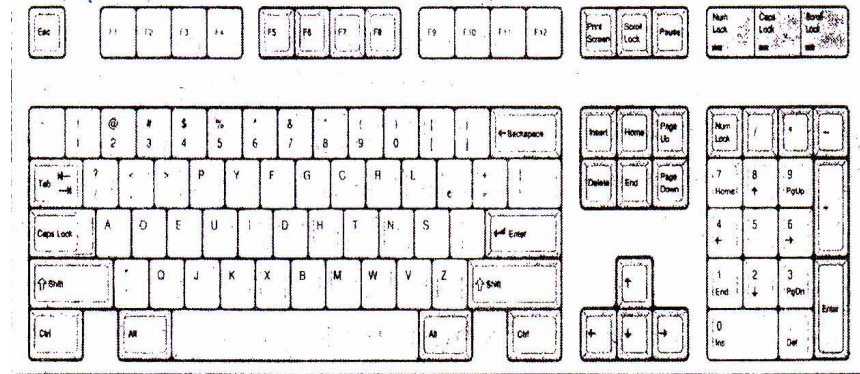 Esc F1 F2 F3 F4 F5 F6 F7 F8 F9 F10 F11 F12 Print Screen Scroll Lock Pause Num Lock Caps Lock Scroll Lock
! @ # $ % ^ & * ( )
1 2 3 4 5 6 7 8 9 0 [ ] ←Backspace Insert Home Page Up Num Lock / * -
Tab ? < > P Y F G C R L + Delete End Page Down 7 Home 8 ↑ 9 PgUp +
Caps Lock A O E U I D H T N S Enter 4 ← 5 6 →
⇧Shift Q J K X B M W V Z ⇧Shift ↑ 1 End 2 ↓ 3 PgDn Enter
Ctrl Alt Alt Ctrl ← ↓ → 0 Ins . Del